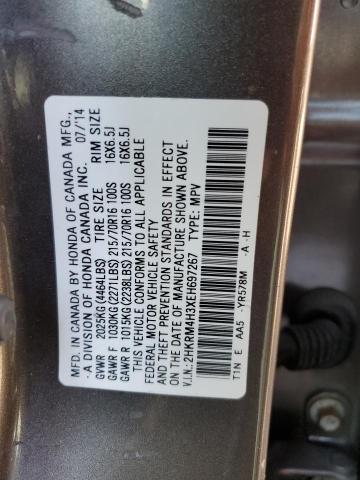 MFD. IN CANADA BY HONDA OF CANADA MFG.,
- A DIVISION OF HONDA CANADA INC. 07/14
GVWR 2025KG(4464LBS) TIRE SIZE RIM SIZE
GAWR F 1030KG(2271LBS) 215/70R16 100S 16X6.5J
GAWR R 1015KG(2238LBS) 215/70R16 100S 16X6.5J
THIS VEHICLE CONFORMS TO ALL APPLICABLE
FEDERAL MOTOR VEHICLE SAFETY
AND THEFT PREVENTION STANDARDS IN EFFECT
ON THE DATE OF MANUFACTURE SHOWN ABOVE.
V.I.N.: 2HKRM4H3XEH697267 TYPE: MPV
T1N E AA5 YR578M - A - H